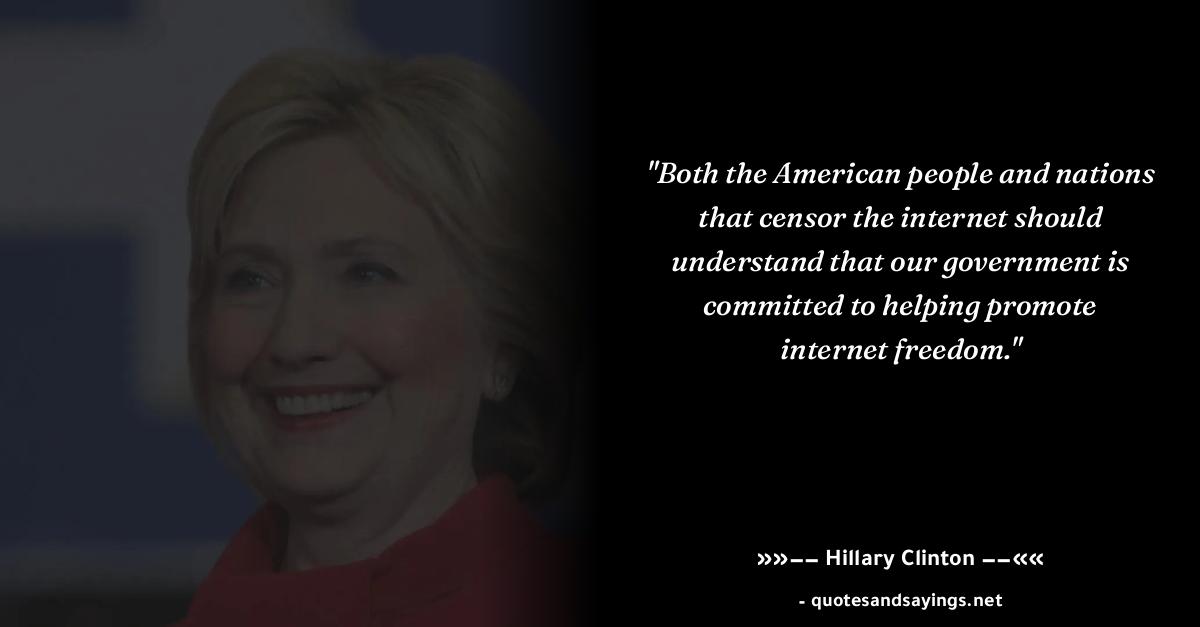 "Both the American people and nations
that censor the internet should
understand that our government is
committed to helping promote
internet freedom."
»»–– Hillary Clinton ––««
- quotesandsayings.net